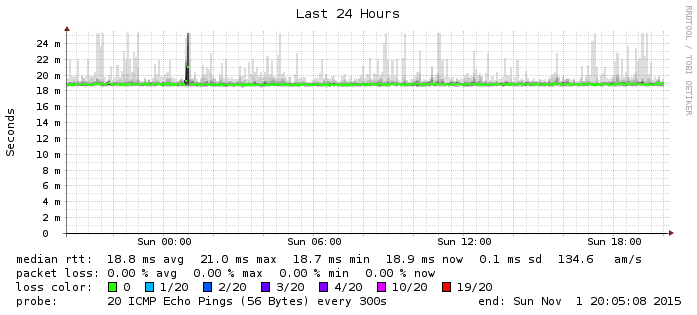 Last 24 Hours
RRDTOOL / TOBI OETIKER
Seconds
24 m
22 m
20 m
18 m
16 m
14 m
12 m
10 m
8 m
6 m
4 m
2 m
0
Sun 00:00 Sun 06:00 Sun 12:00 Sun 18:00
median rtt: 18.8 ms avg 21.0 ms max 18.7 ms min 18.9 ms now 0.1 ms sd 134.6 am/s
packet loss: 0.00 % avg 0.00 % max 0.00 % min 0.00 % now
loss color: 0 1/20 2/20 3/20 4/20 10/20 19/20
probe: 20 ICMP Echo Pings (56 Bytes) every 300s end: Sun Nov 1 20:05:08 2015